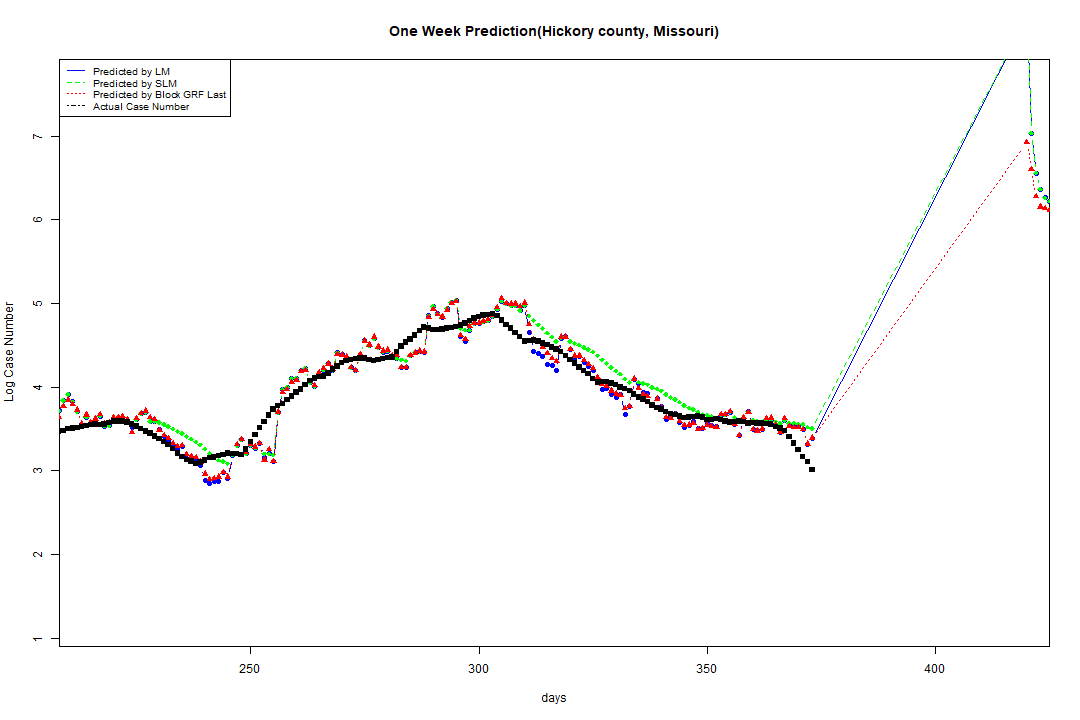 One Week Prediction(Hickory county, Missouri)
Predicted by LM
Predicted by SLM
Predicted by Block GRF Last
Actual Case Number
Log Case Number
7
6
5
4
3
2
1
250 300 350 400
days